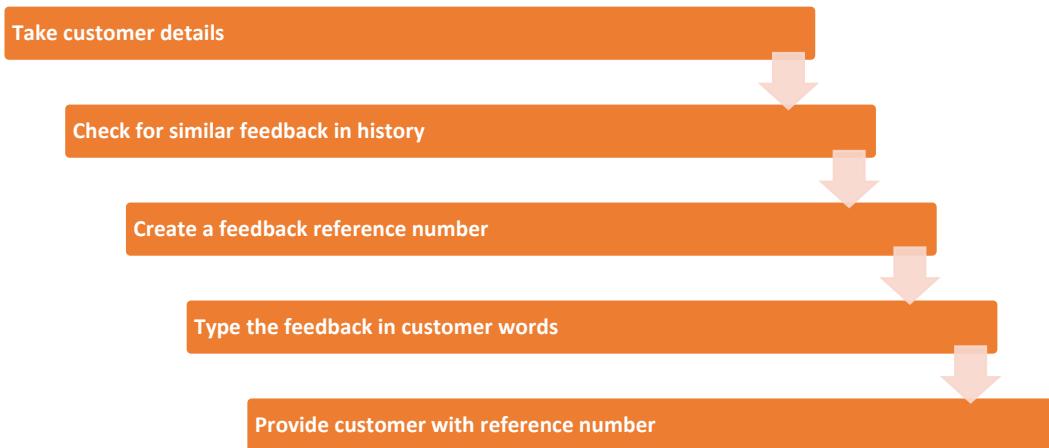 Take customer details
Check for similar feedback in history
Create a feedback reference number
Type the feedback in customer words
Provide customer with reference number